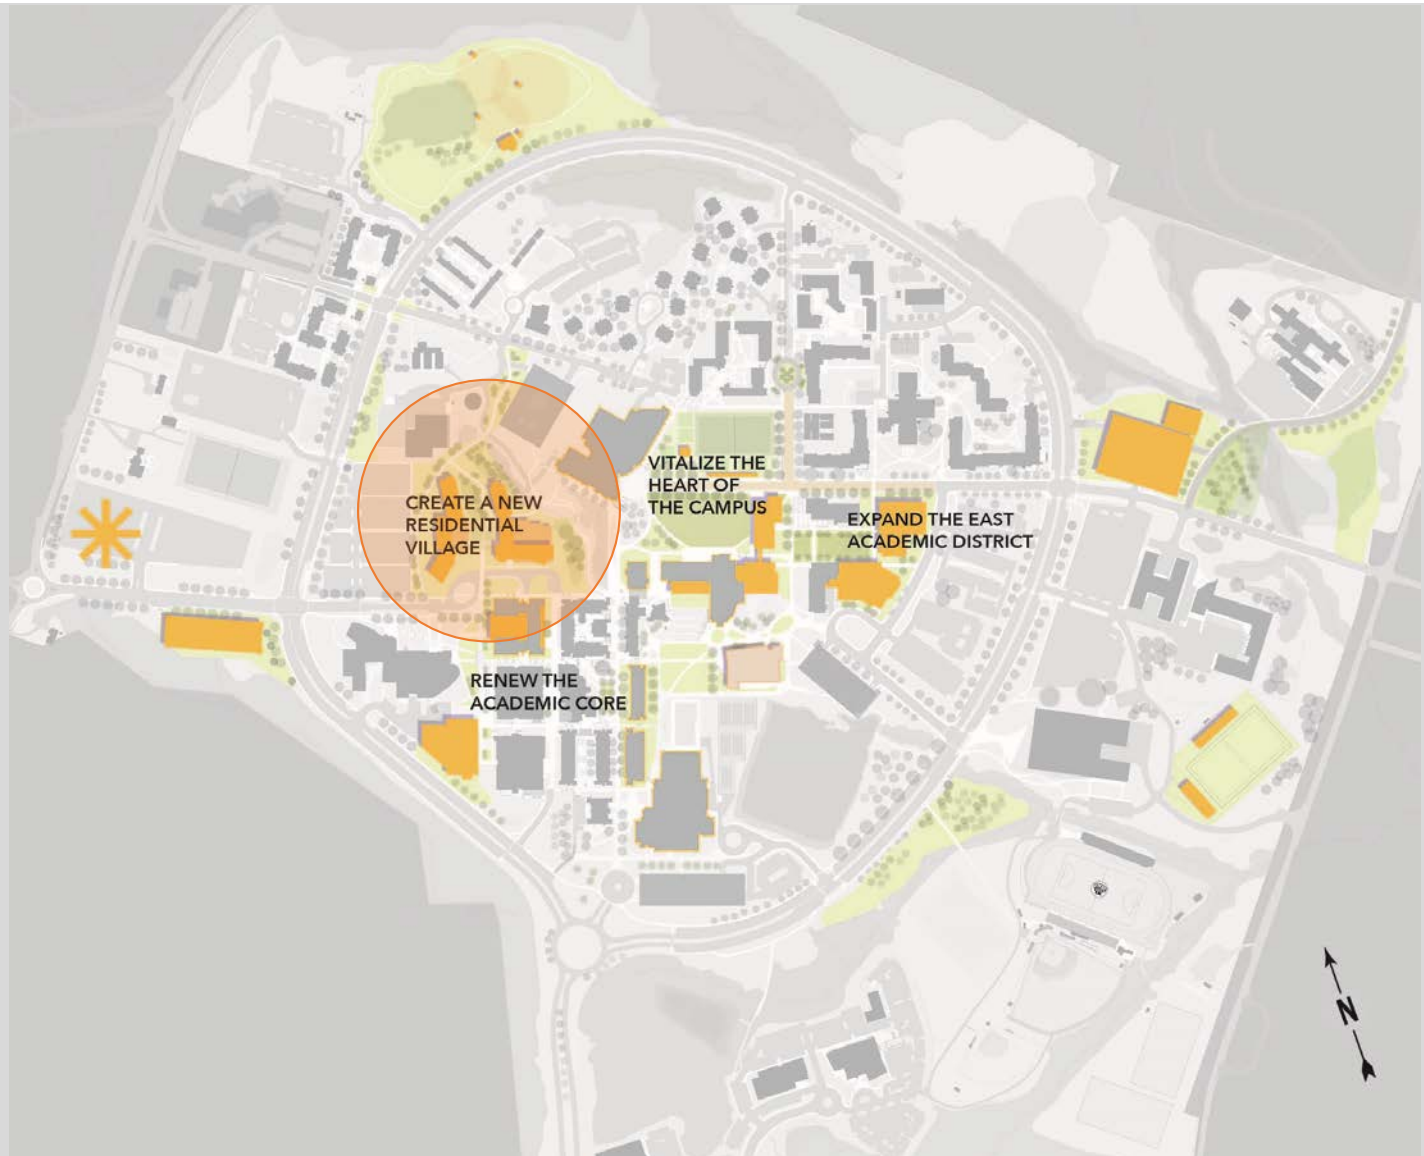 VITALIZE THE
HEART OF
THE CAMPUS
CREATE A NEW
RESIDENTIAL
VILLAGE
EXPAND THE EAST
ACADEMIC DISTRICT
RENEW THE
ACADEMIC CORE
N